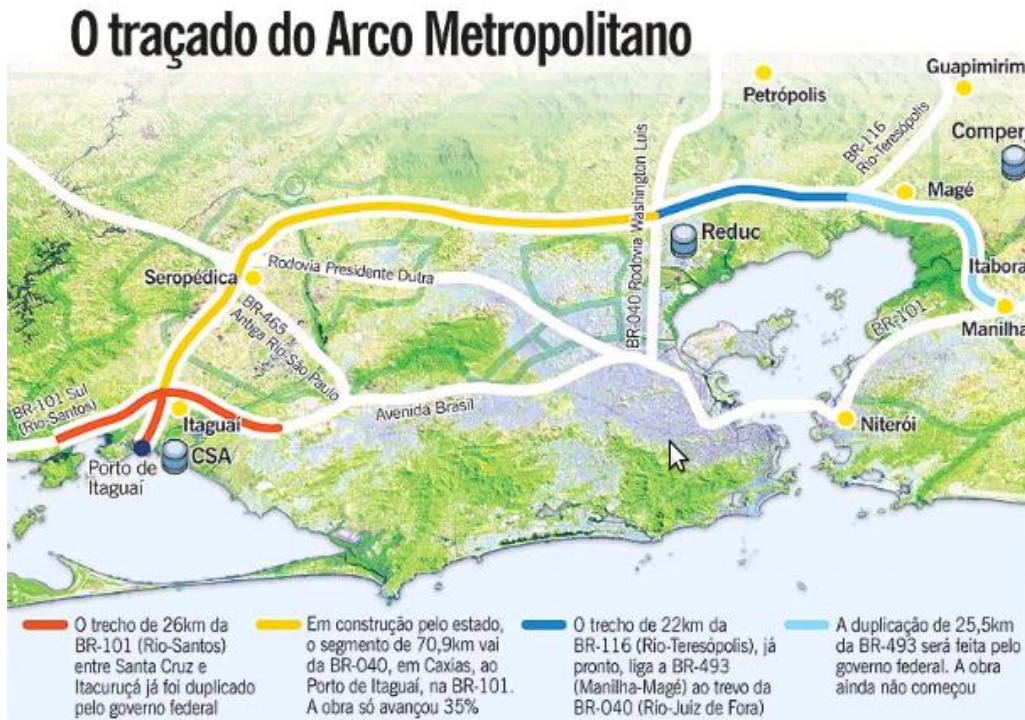 O traçado do Arco Metropolitano
Guapimirim
Petrópolis
BR-116
Rio-Teresópolis
Comperj
BR-040 Rodovia Washington Luis
Magé
Reduc
Seropédica
Rodovia Presidente Dutra
Itabora
BR-465
Antiga Rio-São Paulo
BR-101
Manilha
BR-101 Sul
(Rio-Santos)
Itaguaí
Avenida Brasil
Niterói
CSA
Porto de
Itaguaí
O trecho de 26km da
BR-101 (Rio-Santos)
entre Santa Cruz e
Itacuruçá já foi duplicado
pelo governo federal
Em construção pelo estado,
o segmento de 70,9km vai
da BR-040, em Caxias, ao
Porto de Itaguaí, na BR-101.
A obra só avançou 35%
O trecho de 22km da
BR-116 (Rio-Teresópolis), já
pronto, liga a BR-493
(Manilha-Magé) ao trevo da
BR-040 (Rio-Juiz de Fora)
A duplicação de 25,5km
da BR-493 será feita pelo
governo federal. A obra
ainda não começou